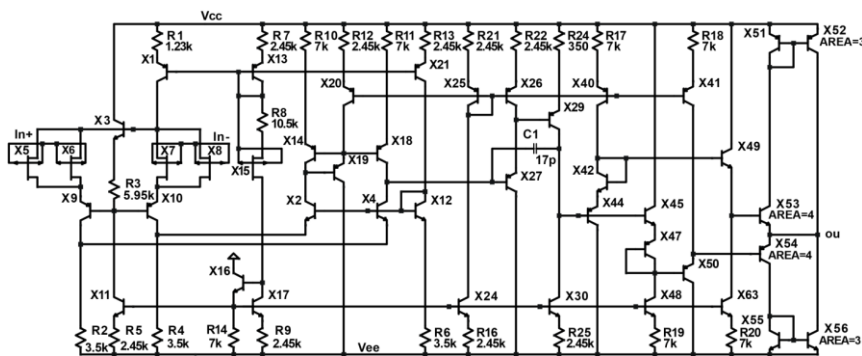 Vcc
R1 1.23k
R7 2.45k
R10 7k
R12 2.45k
R11 7k
R13 2.45k
R21 2.45k
R22 2.45k
R24 350
R17 7k
R18 7k
X51
X52
AREA=3
X1
X13
X21
X20
X25
X26
X40
X41
R8 10.5k
X29
X3
In+
In-
X5
X6
X7
X8
X15
X14
X19
X18
C1 17p
X42
X49
R3 5.95k
X9
X10
X2
X4
X12
X27
X44
X45
X53 AREA=4
X47
ou
X54 AREA=4
X16
X50
X11
X17
X24
X30
X48
X63
X55
X56
AREA=3
R2 3.5k
R5 2.45k
R4 3.5k
R14 7k
R9 2.45k
R6 3.5k
R16 2.45k
R25 2.45k
R19 7k
R20 7k
Vee